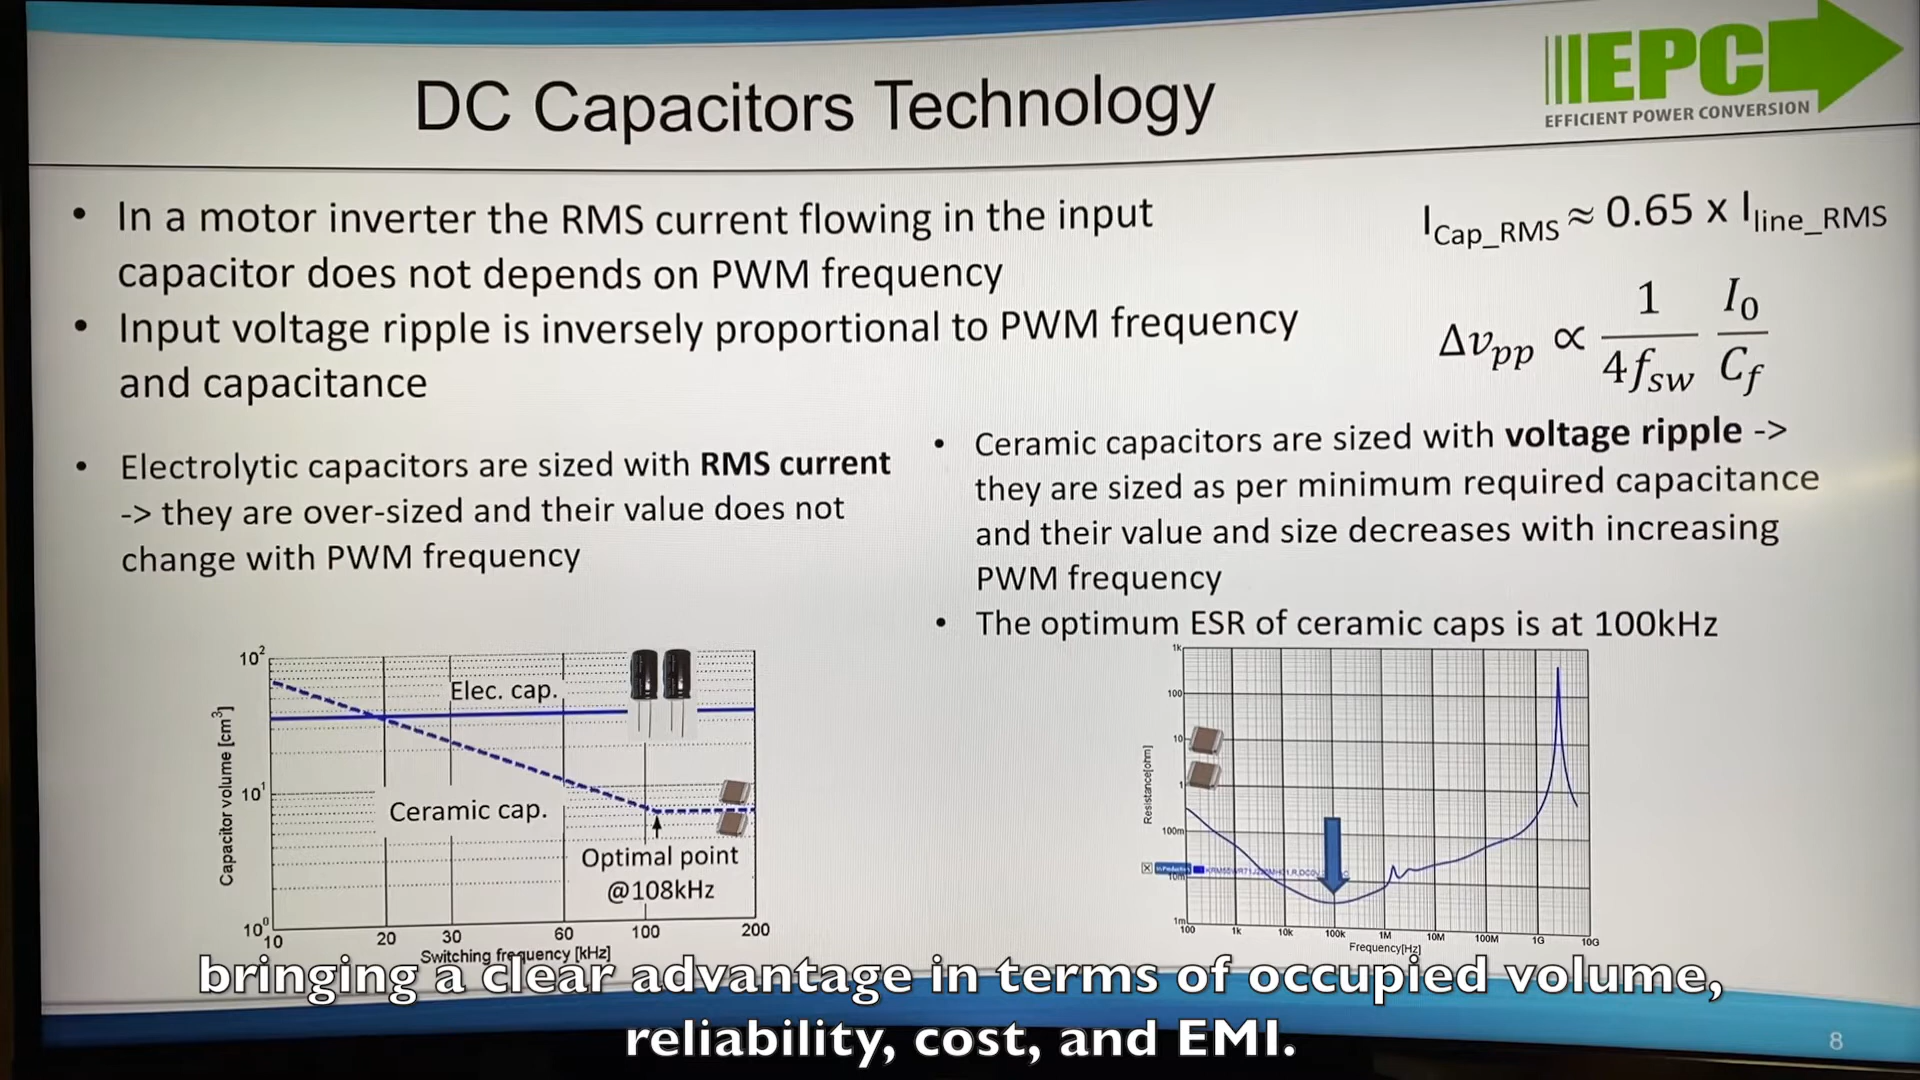 DC Capacitors Technology
EPC
EFFICIENT POWER CONVERSION
• In a motor inverter the RMS current flowing in the input
capacitor does not depends on PWM frequency
• Input voltage ripple is inversely proportional to PWM frequency
and capacitance
I Cap_RMS ≈ 0.65 x I line_RMS
Δv_pp ∝ 1/(4f_sw) I_0/C_f
• Electrolytic capacitors are sized with RMS current
-> they are over-sized and their value does not
change with PWM frequency
• Ceramic capacitors are sized with voltage ripple ->
they are sized as per minimum required capacitance
and their value and size decreases with increasing
PWM frequency
• The optimum ESR of ceramic caps is at 100kHz
Capacitor volume [cm³]
10²
10¹
10⁰
Elec. cap.
Ceramic cap.
Optimal point
@108kHz
10 20 30 60 100 200
Switching frequency [kHz]
Resistance[ohm]
1k
100
10
1
100m
10m
1m
100 1k 10k 100k 1M 10M 100M 1G 10G
Frequency[Hz]
bringing a clear advantage in terms of occupied volume,
reliability, cost, and EMI.
8